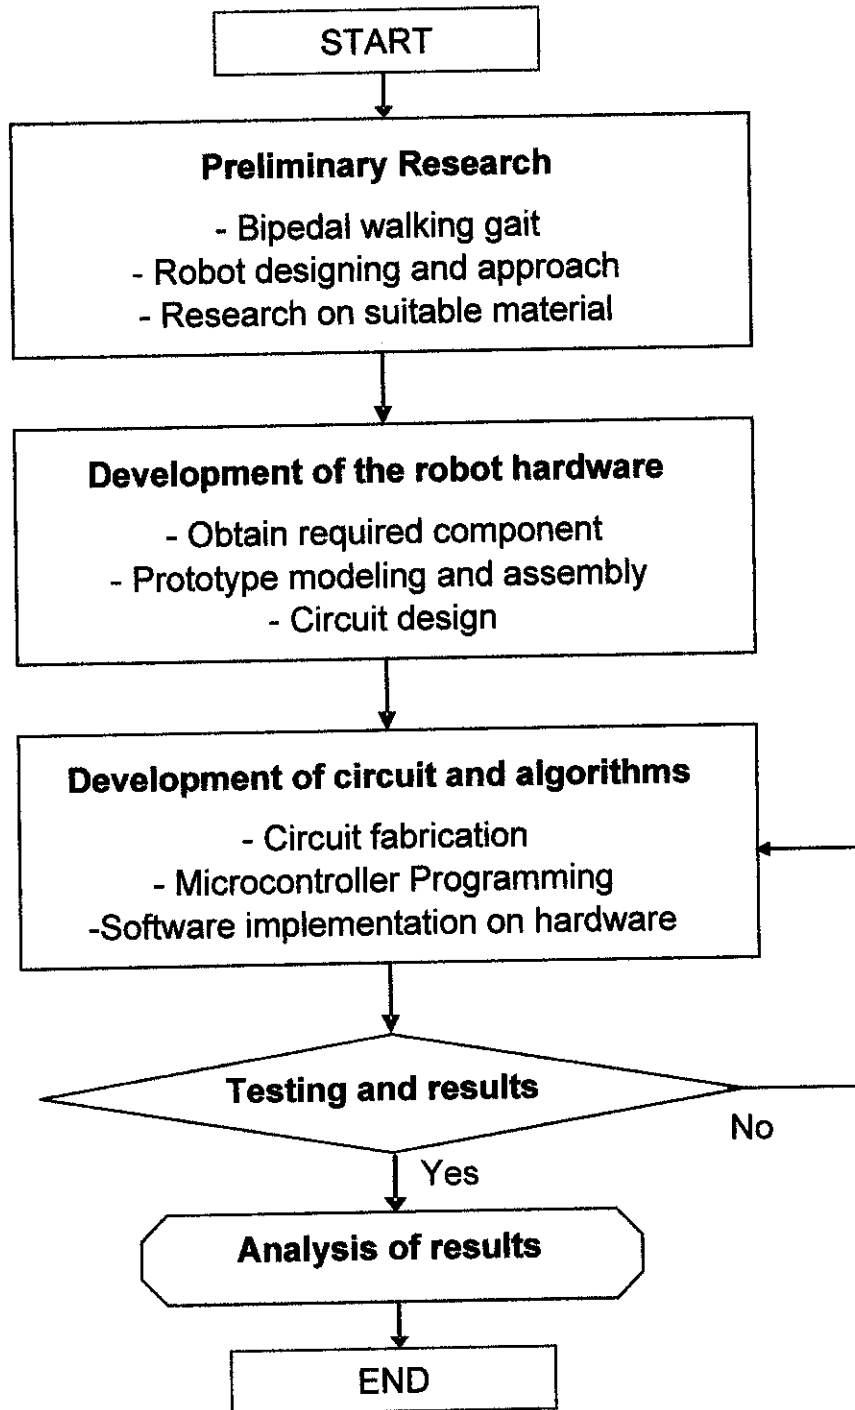 START
Preliminary Research
- Bipedal walking gait
- Robot designing and approach
- Research on suitable material
Development of the robot hardware
- Obtain required component
- Prototype modeling and assembly
- Circuit design
Development of circuit and algorithms
- Circuit fabrication
- Microcontroller Programming
-Software implementation on hardware
Testing and results
No
Yes
Analysis of results
END